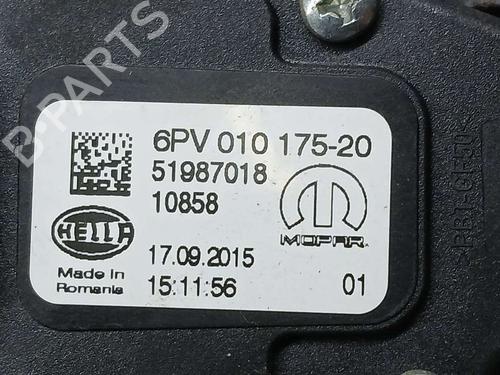 B-PARTS
6PV 010 175-20
51987018
10858
HELLA
MOPAR
17.09.2015
Made In
Romania
15:11:56
01